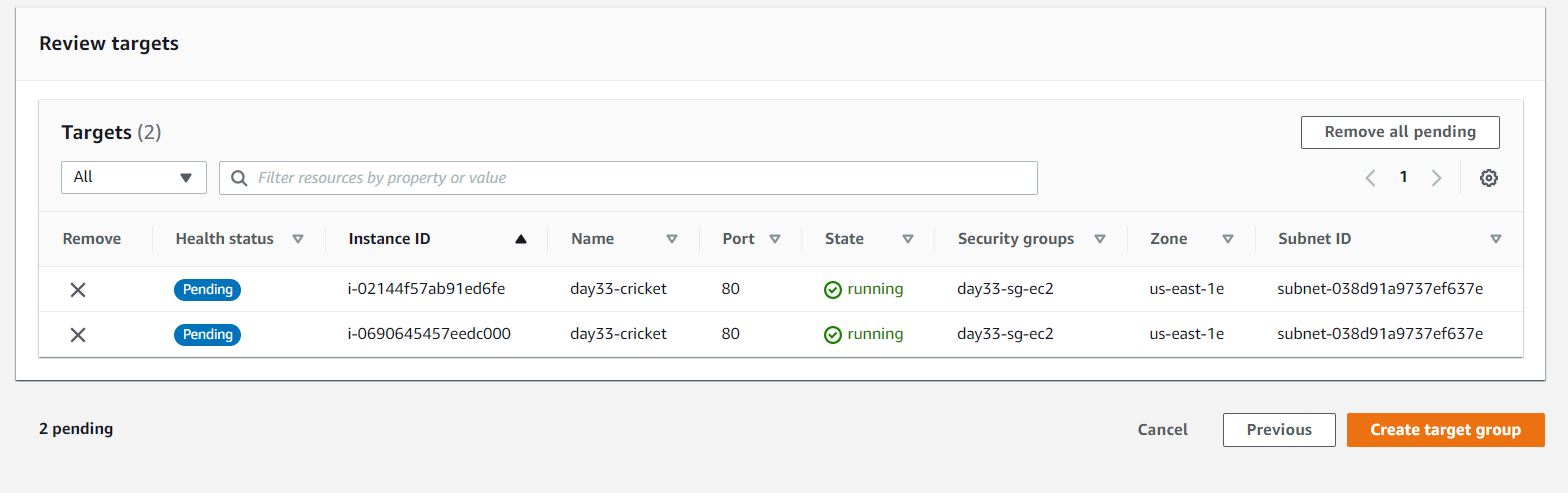 Review targets
Targets (2)
Remove all pending
All
Filter resources by property or value
1
Remove Health status Instance ID Name Port State Security groups Zone Subnet ID
Pending i-02144f57ab91ed6fe day33-cricket 80 running day33-sg-ec2 us-east-1e subnet-038d91a9737ef637e
Pending i-0690645457eedc000 day33-cricket 80 running day33-sg-ec2 us-east-1e subnet-038d91a9737ef637e
2 pending
Cancel Previous Create target group